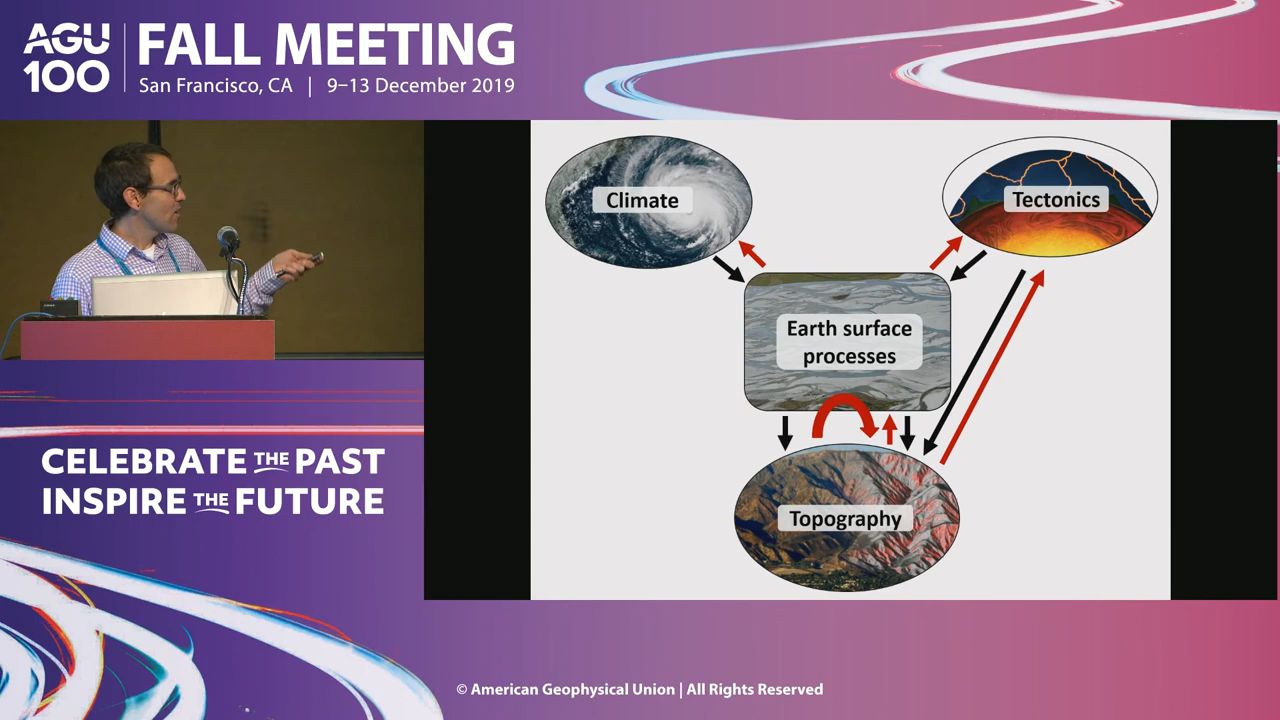 AGU
100
FALL MEETING
San Francisco, CA | 9–13 December 2019
Climate
Tectonics
Earth surface
processes
Topography
CELEBRATE THE PAST
INSPIRE THE FUTURE
© American Geophysical Union | All Rights Reserved